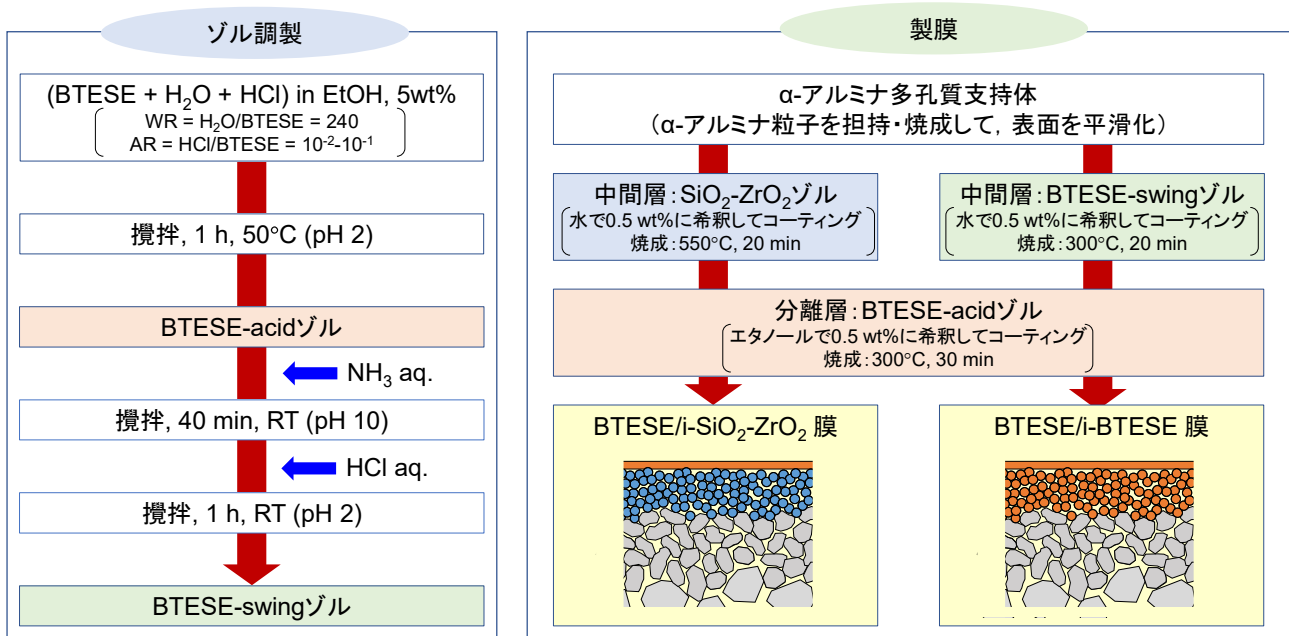 ゾル調製
(BTESE + H₂O + HCl) in EtOH, 5wt%
WR = H₂O/BTESE = 240
AR = HCl/BTESE = 10⁻²-10⁻¹
攪拌, 1 h, 50°C (pH 2)
BTESE-acidゾル
NH₃ aq.
攪拌, 40 min, RT (pH 10)
HCl aq.
攪拌, 1 h, RT (pH 2)
BTESE-swingゾル
製膜
α-アルミナ多孔質支持体
（α-アルミナ粒子を担持・焼成して，表面を平滑化）
中間層：SiO₂-ZrO₂ゾル
水で0.5 wt%に希釈してコーティング
焼成：550°C, 20 min
中間層：BTESE-swingゾル
水で0.5 wt%に希釈してコーティング
焼成：300°C, 20 min
分離層：BTESE-acidゾル
エタノールで0.5 wt%に希釈してコーティング
焼成：300°C, 30 min
BTESE/i-SiO₂-ZrO₂ 膜
BTESE/i-BTESE 膜